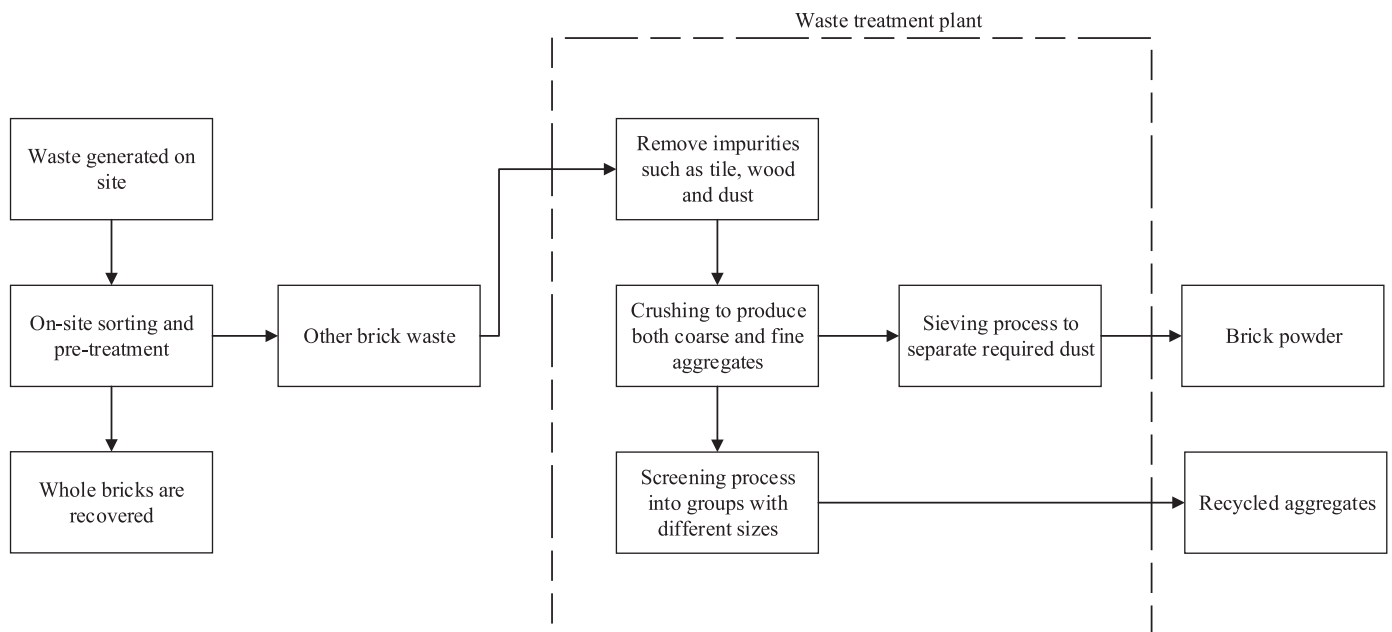 Waste treatment plant
Waste generated on
site
Remove impurities
such as tile, wood
and dust
On-site sorting and
pre-treatment
Other brick waste
Crushing to produce
both coarse and fine
aggregates
Sieving process to
separate required dust
Brick powder
Whole bricks are
recovered
Screening process
into groups with
different sizes
Recycled aggregates